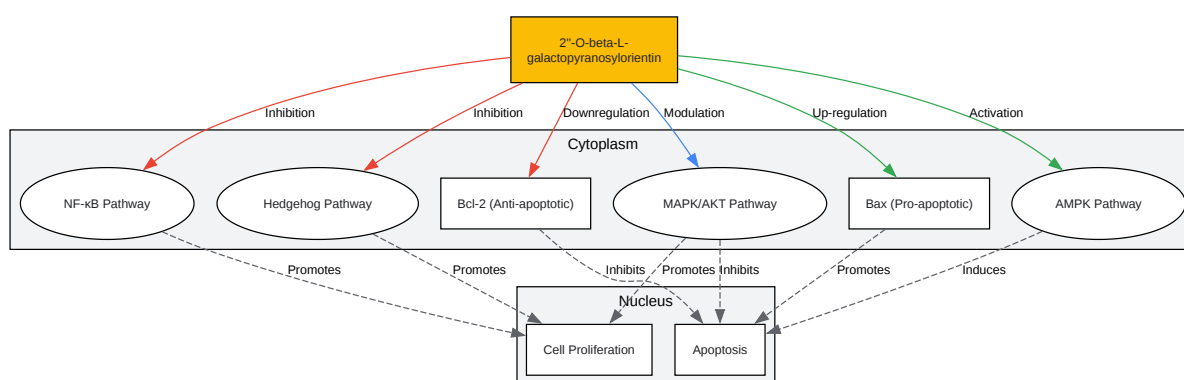 2"-O-beta-L-
galactopyranosylorientin
Inhibition
Inhibition
Downregulation
Modulation
Up-regulation
Activation
Cytoplasm
NF-κB Pathway
Hedgehog Pathway
Bcl-2 (Anti-apoptotic)
MAPK/AKT Pathway
Bax (Pro-apoptotic)
AMPK Pathway
Promotes
Promotes
Inhibits
Promotes
Inhibits
Promotes
Induces
Nucleus
Cell Proliferation
Apoptosis